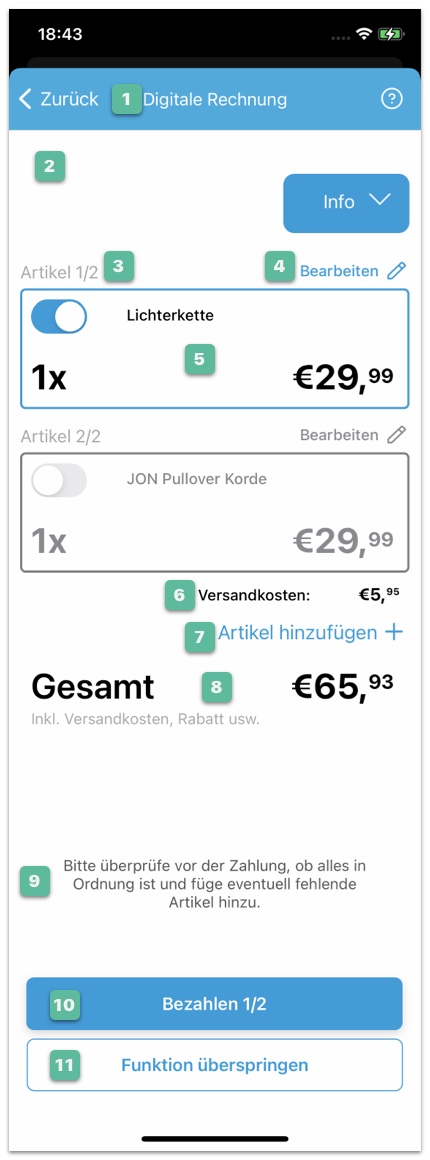 18:43
Zurück 1 Digitale Rechnung ?
2
Info
Artikel 1/2 3 4 Bearbeiten
Lichterkette
5
1x €29,99
Artikel 2/2 Bearbeiten
JON Pullover Korde
1x €29,99
6 Versandkosten: €5,95
7 Artikel hinzufügen +
Gesamt 8 €65,93
Inkl. Versandkosten, Rabatt usw.
Bitte überprüfe vor der Zahlung, ob alles in
9 Ordnung ist und füge eventuell fehlende
Artikel hinzu.
10 Bezahlen 1/2
11 Funktion überspringen